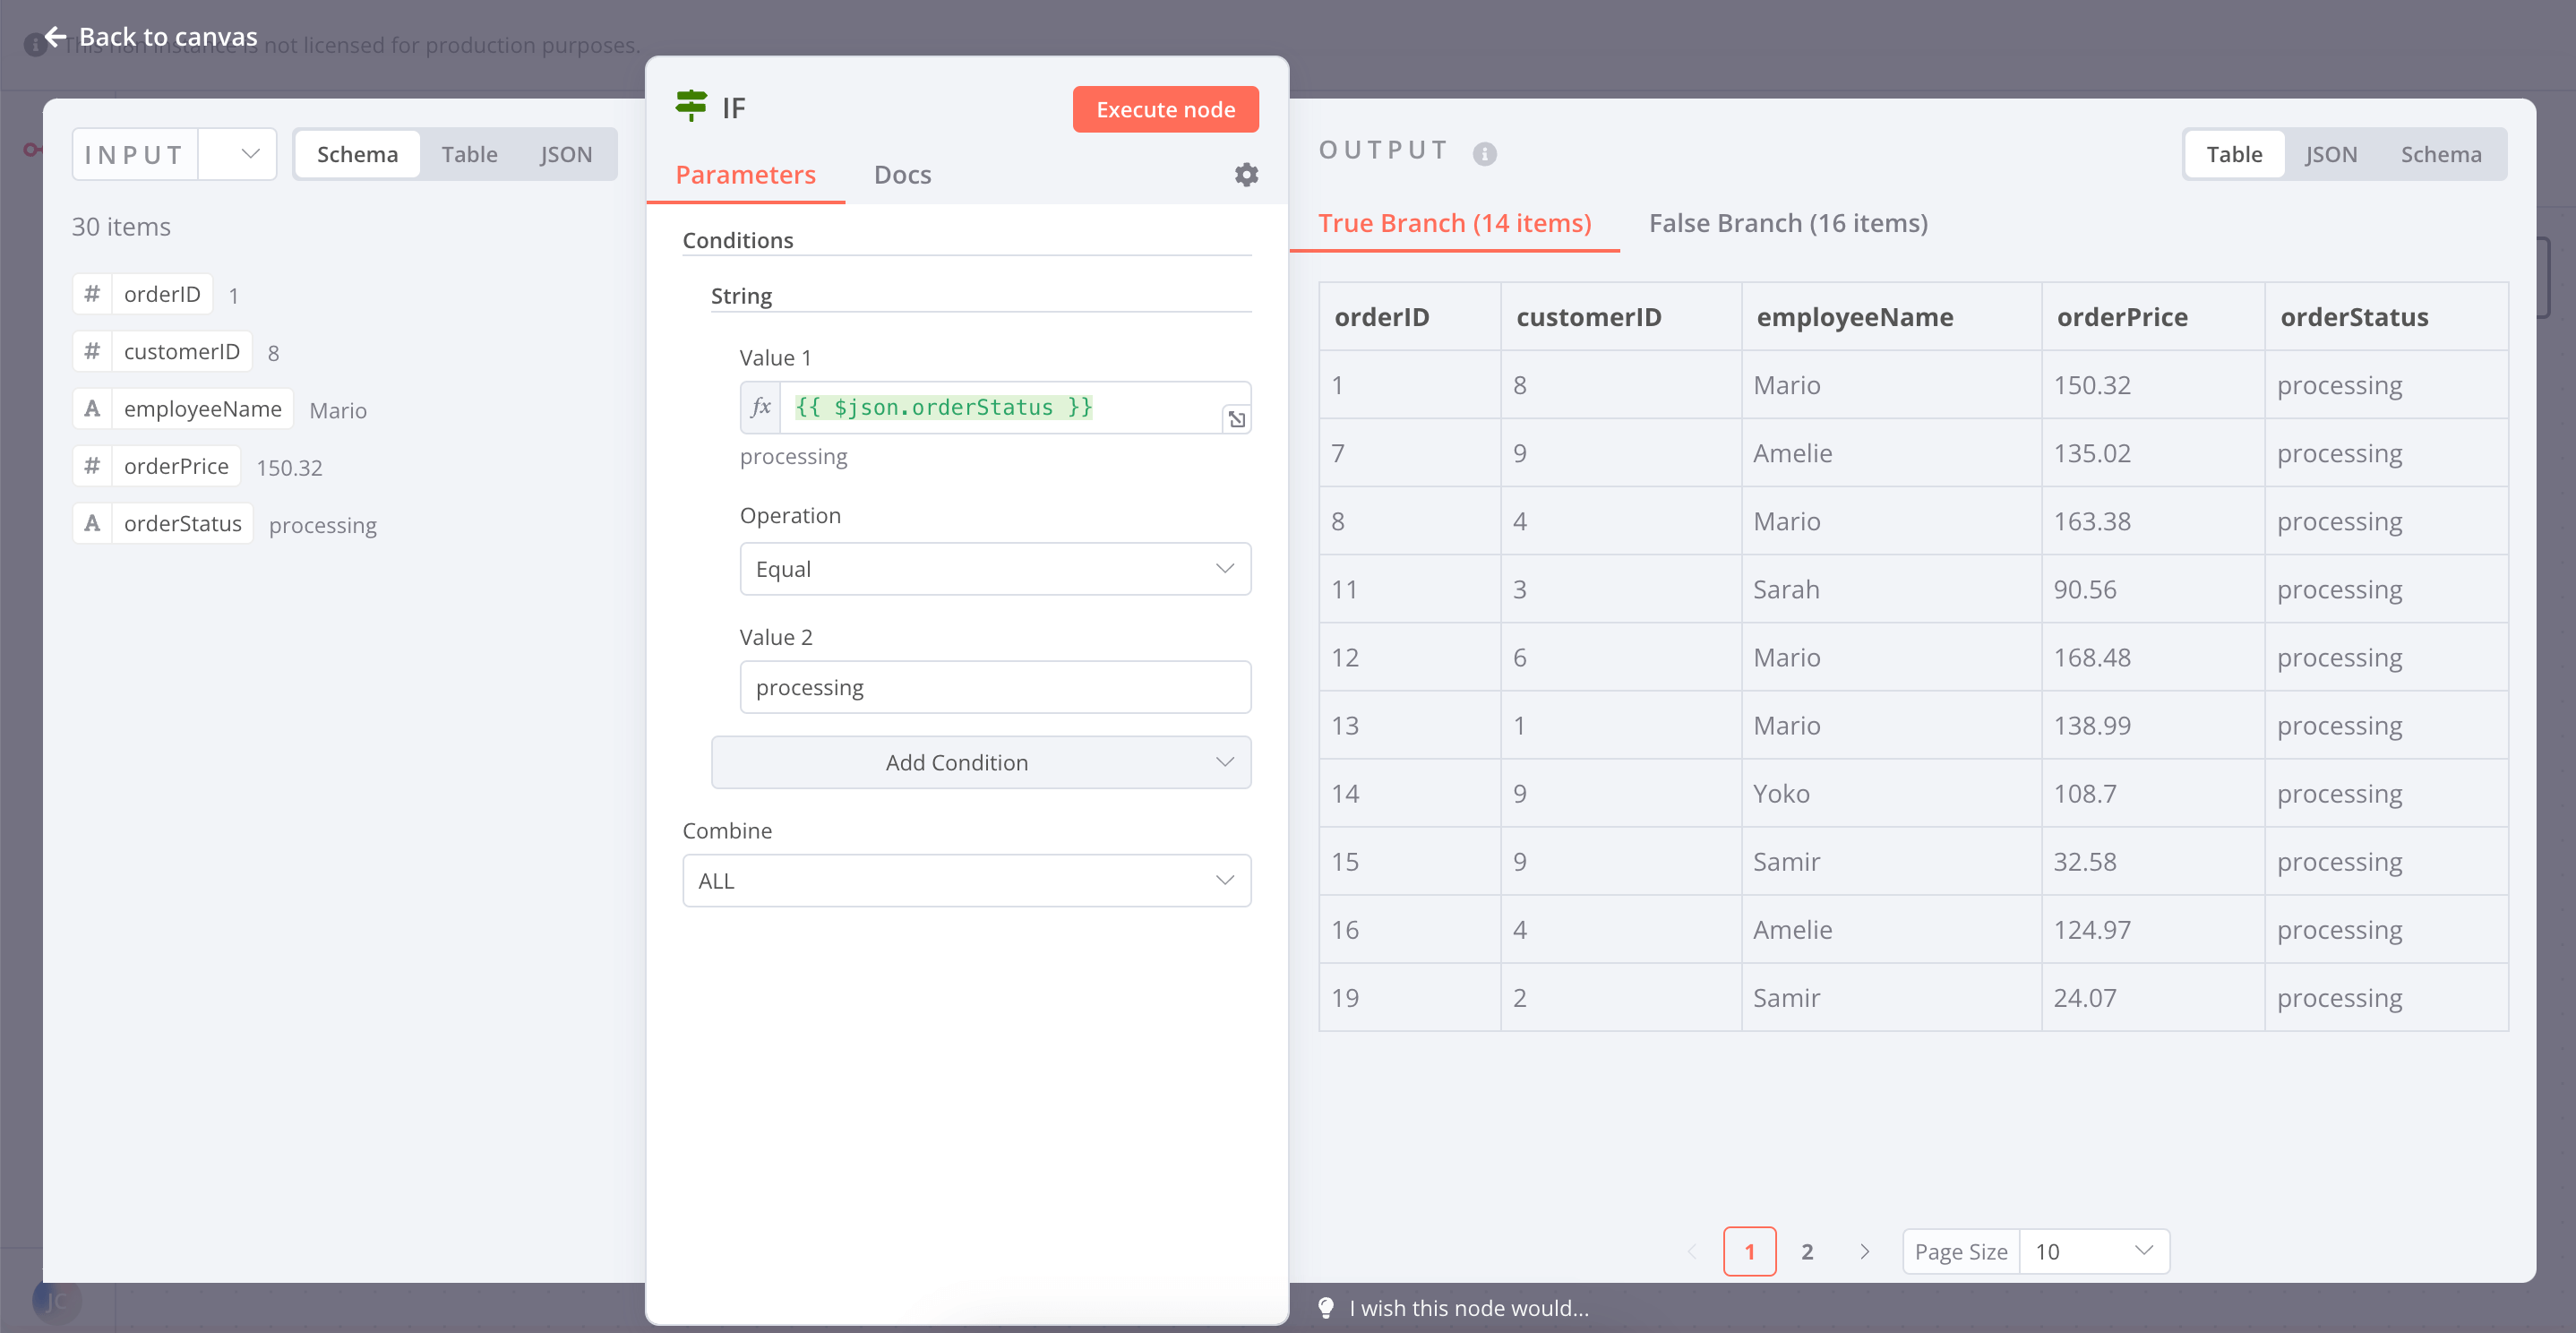 Back to canvas
This n8n instance is not licensed for production purposes.
INPUT
Schema Table JSON
30 items
# orderID 1
# customerID 8
A employeeName Mario
# orderPrice 150.32
A orderStatus processing
IF
Execute node
Parameters Docs
Conditions
String
Value 1
fx {{ $json.orderStatus }}
processing
Operation
Equal
Value 2
processing
Add Condition
Combine
ALL
OUTPUT
Table JSON Schema
True Branch (14 items) False Branch (16 items)
orderID customerID employeeName orderPrice orderStatus
1 8 Mario 150.32 processing
7 9 Amelie 135.02 processing
8 4 Mario 163.38 processing
11 3 Sarah 90.56 processing
12 6 Mario 168.48 processing
13 1 Mario 138.99 processing
14 9 Yoko 108.7 processing
15 9 Samir 32.58 processing
16 4 Amelie 124.97 processing
19 2 Samir 24.07 processing
1 2 Page Size 10
JC
I wish this node would...